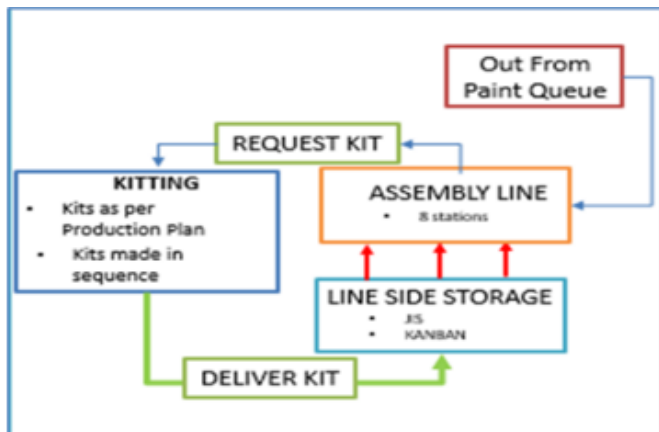 Out From
Paint Queue
REQUEST KIT
KITTING
• Kits as per
Production Plan
• Kits made in
sequence
ASSEMBLY LINE
• 8 stations
LINE SIDE STORAGE
• JIS
• KANBAN
DELIVER KIT